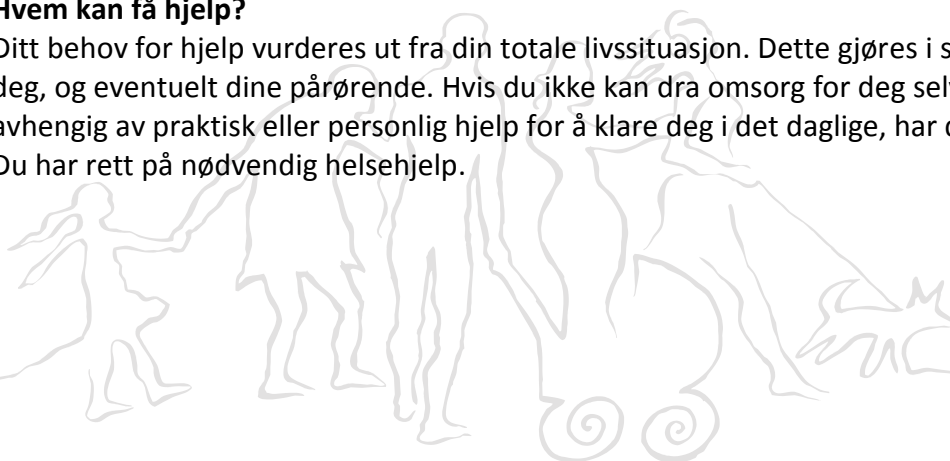 Hvem kan få hjelp?
Ditt behov for hjelp vurderes ut fra din totale livssituasjon. Dette gjøres i s
deg, og eventuelt dine pårørende. Hvis du ikke kan dra omsorg for deg sel
avhengig av praktisk eller personlig hjelp for å klare deg i det daglige, har
Du har rett på nødvendig helsehjelp.